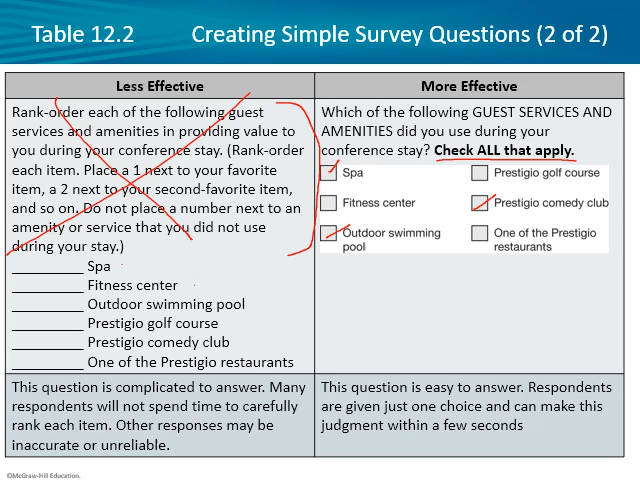 Table 12.2 Creating Simple Survey Questions (2 of 2)
Less Effective
Rank-order each of the following guest
services and amenities in providing value to
you during your conference stay. (Rank-order
each item. Place a 1 next to your favorite
item, a 2 next to your second-favorite item,
and so on. Do not place a number next to an
amenity or service that you did not use
during your stay.)
__________ Spa
__________ Fitness center
__________ Outdoor swimming pool
__________ Prestigio golf course
__________ Prestigio comedy club
__________ One of the Prestigio restaurants
This question is complicated to answer. Many
respondents will not spend time to carefully
rank each item. Other responses may be
inaccurate or unreliable.
More Effective
Which of the following GUEST SERVICES AND
AMENITIES did you use during your
conference stay? Check ALL that apply.
Spa
Fitness center
Outdoor swimming
pool
Prestigio golf course
Prestigio comedy club
One of the Prestigio
restaurants
This question is easy to answer. Respondents
are given just one choice and can make this
judgment within a few seconds
©McGraw-Hill Education.